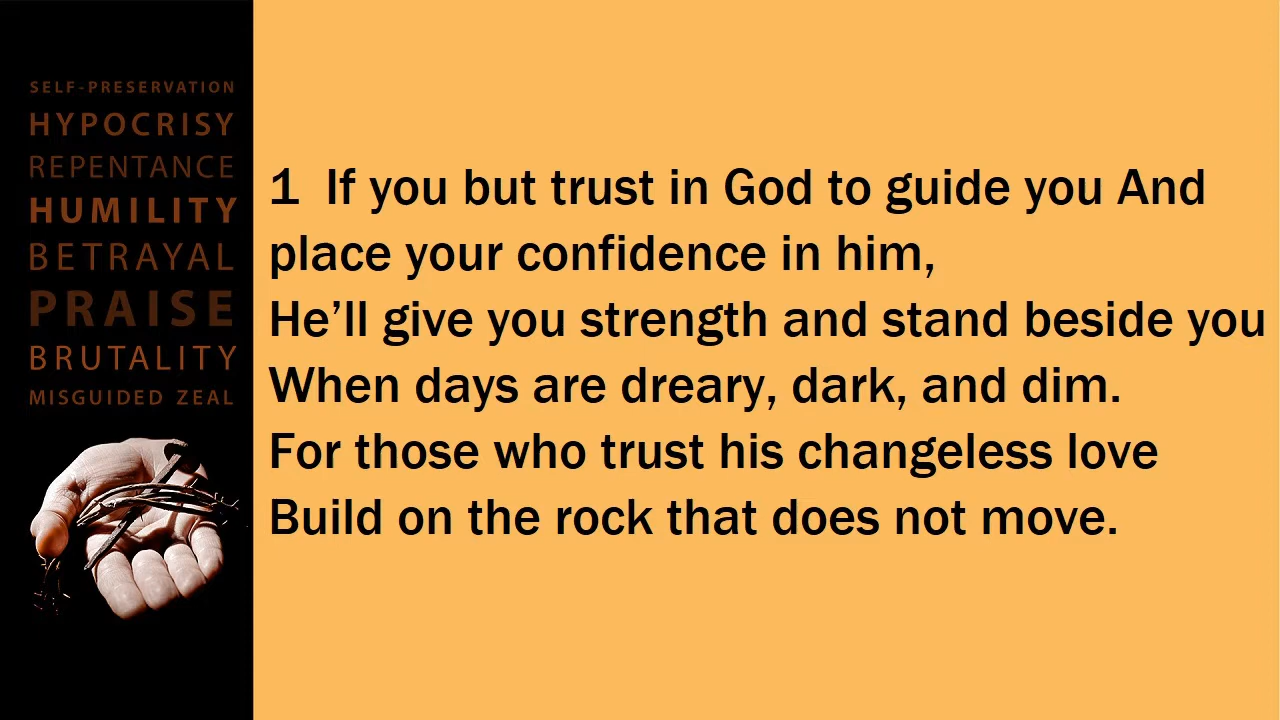 SELF-PRESERVATION
HYPOCRISY
REPENTANCE
HUMILITY
BETRAYAL
PRAISE
BRUTALITY
MISGUIDED ZEAL
1 If you but trust in God to guide you And
place your confidence in him,
He’ll give you strength and stand beside you
When days are dreary, dark, and dim.
For those who trust his changeless love
Build on the rock that does not move.